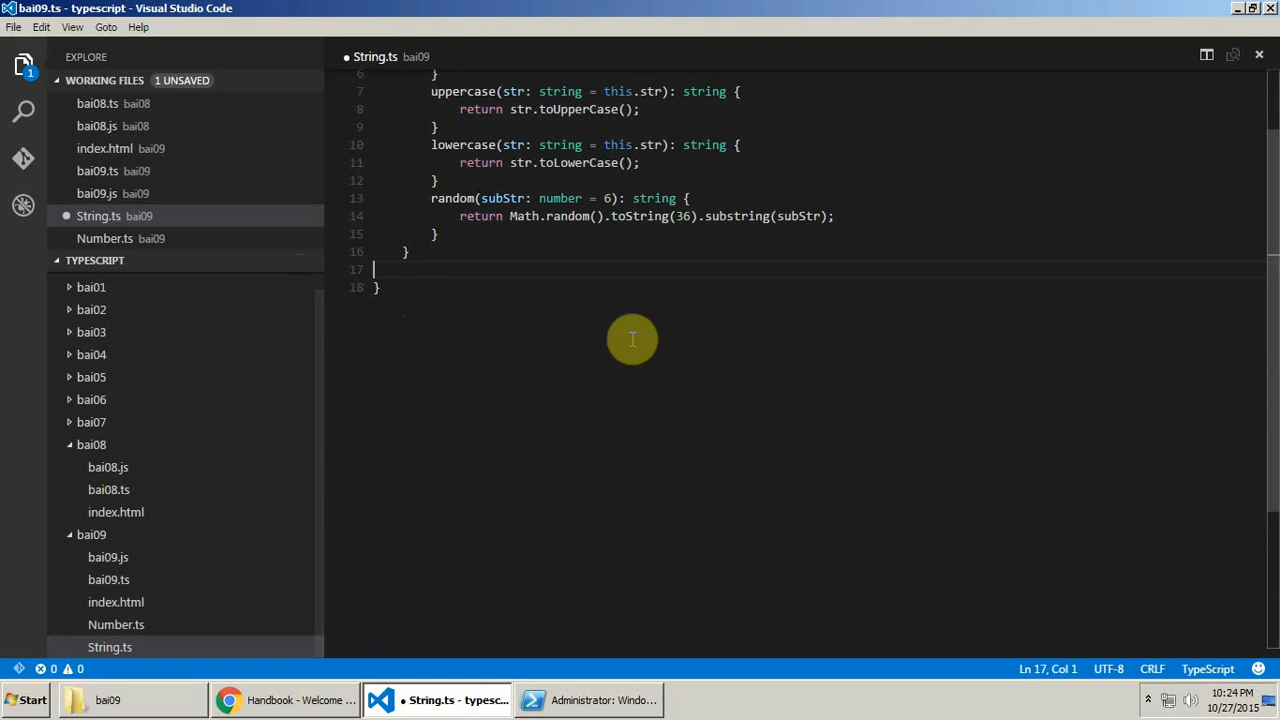 bai09.ts - typescript - Visual Studio Code
File Edit View Goto Help
EXPLORE
WORKING FILES 1 UNSAVED
bai08.ts bai08
bai08.js bai08
index.html bai09
bai09.ts bai09
bai09.js bai09
String.ts bai09
Number.ts bai09
TYPESCRIPT
bai01
bai02
bai03
bai04
bai05
bai06
bai07
bai08
bai08.js
bai08.ts
index.html
bai09
bai09.js
bai09.ts
index.html
Number.ts
String.ts
1
● String.ts bai09
6 }
7 uppercase(str: string = this.str): string {
8 return str.toUpperCase();
9 }
10 lowercase(str: string = this.str): string {
11 return str.toLowerCase();
12 }
13 random(subStr: number = 6): string {
14 return Math.random().toString(36).substring(subStr);
15 }
16 }
17
18 }
0 0 Ln 17, Col 1 UTF-8 CRLF TypeScript
Start bai09 Handbook - Welcome ... ● String.ts - typesc... Administrator: Windo... 10:24 PM
10/27/2015